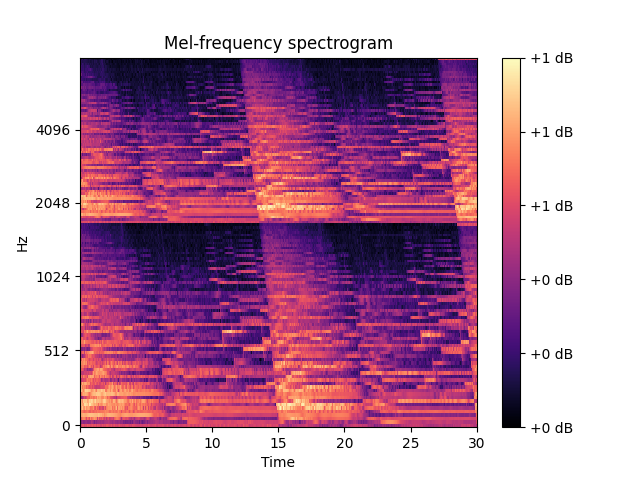 Mel-frequency spectrogram
Hz
4096
2048
1024
512
0
0 5 10 15 20 25 30
Time
+1 dB
+1 dB
+1 dB
+0 dB
+0 dB
+0 dB